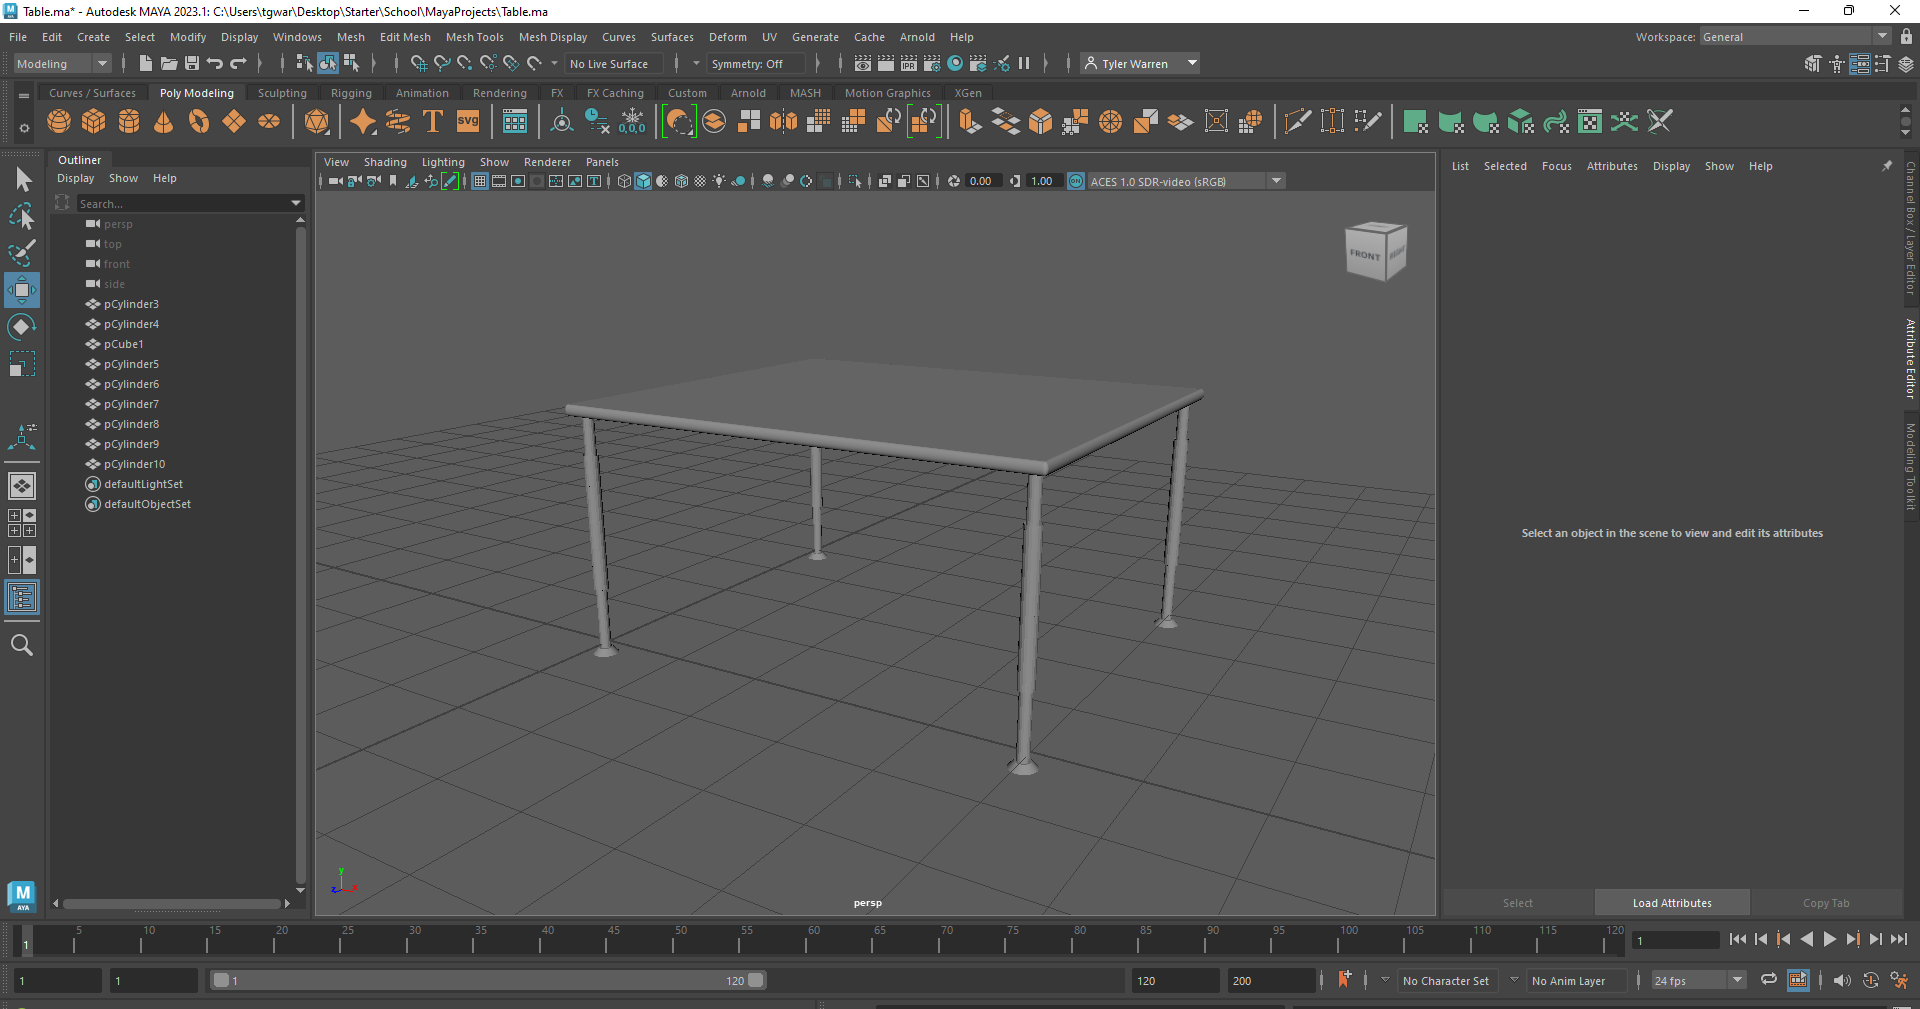 Table.ma* - Autodesk MAYA 2023.1: C:\Users\tgwar\Desktop\Starter\School\MayaProjects\Table.ma
File Edit Create Select Modify Display Windows Mesh Edit Mesh Mesh Tools Mesh Display Curves Surfaces Deform UV Generate Cache Arnold Help Workspace: General
Modeling No Live Surface Symmetry: Off IPR Tyler Warren
Curves / Surfaces Poly Modeling Sculpting Rigging Animation Rendering FX FX Caching Custom Arnold MASH Motion Graphics XGen
T SVG 0,0,0
Outliner
Display Show Help
Search...
persp
top
front
side
pCylinder3
pCylinder4
pCube1
pCylinder5
pCylinder6
pCylinder7
pCylinder8
pCylinder9
pCylinder10
defaultLightSet
defaultObjectSet
View Shading Lighting Show Renderer Panels
0.00 1.00 ON ACES 1.0 SDR-video (sRGB)
FRONT RIGHT
y
z x
persp
List Selected Focus Attributes Display Show Help
Select an object in the scene to view and edit its attributes
Select Load Attributes Copy Tab
Channel Box / Layer Editor
Attribute Editor
Modeling Toolkit
M
AYA
1 5 10 15 20 25 30 35 40 45 50 55 60 65 70 75 80 85 90 95 100 105 110 115 120 1
1 1 1 120 120 200 No Character Set No Anim Layer 24 fps